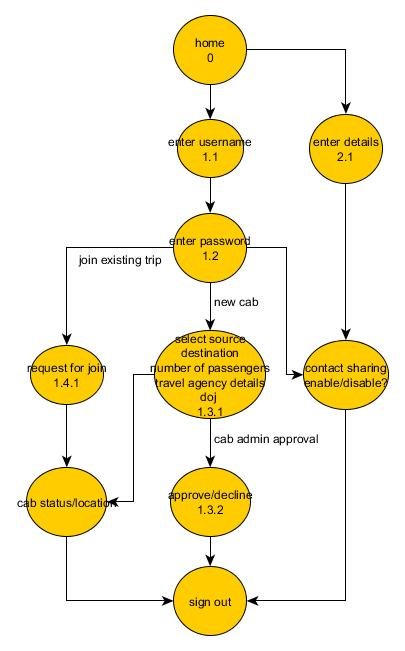 home
0
enter username
1.1
enter details
2.1
enter password
1.2
join existing trip
new cab
request for join
1.4.1
select source
destination
number of passengers
travel agency details
doj
1.3.1
contact sharing
enable/disable?
cab admin approval
cab status/location
approve/decline
1.3.2
sign out